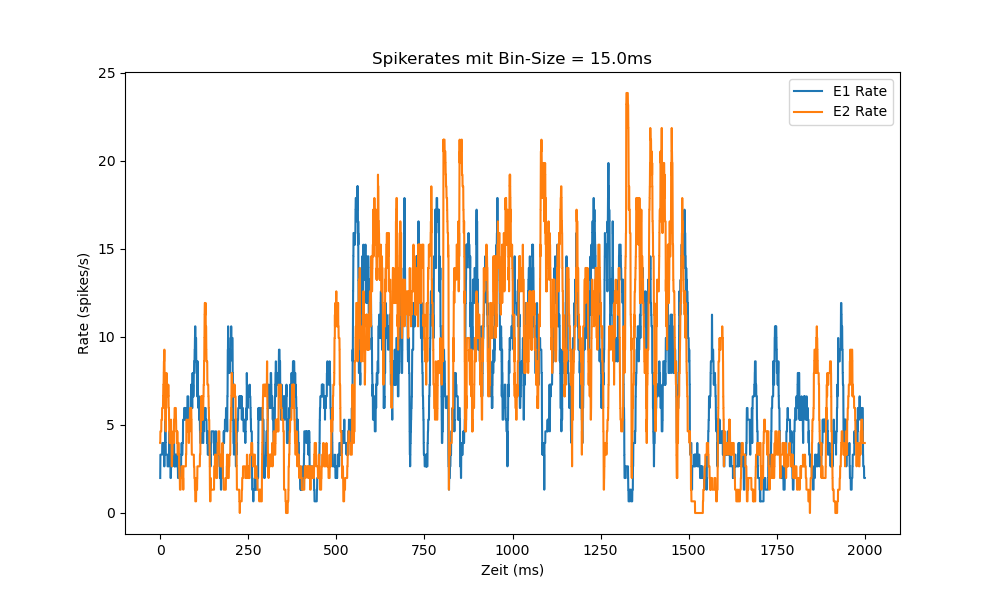 Spikerates mit Bin-Size = 15.0ms
25
20
15
10
5
0
Rate (spikes/s)
E1 Rate
E2 Rate
0 250 500 750 1000 1250 1500 1750 2000
Zeit (ms)